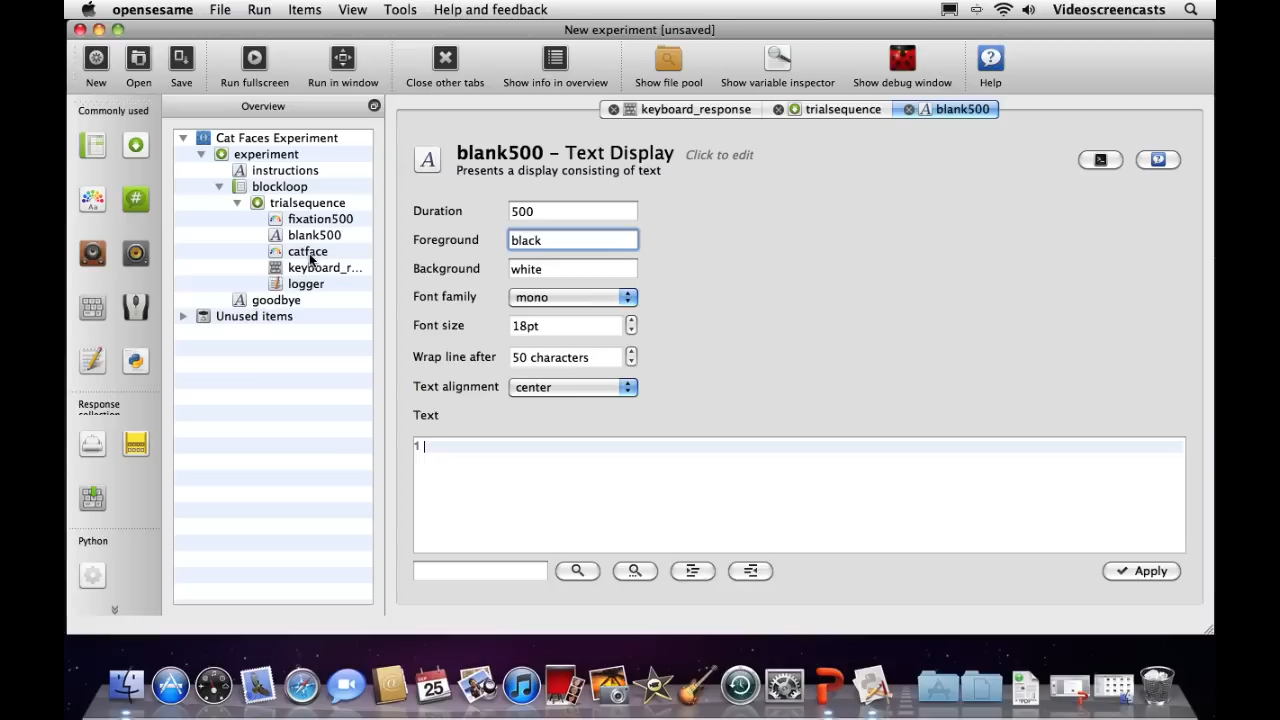 opensesame File Run Items View Tools Help and feedback Videoscreencasts
New experiment [unsaved]
New Open Save Run fullscreen Run in window Close other tabs Show info in overview Show file pool Show variable inspector Show debug window Help
Commonly used
Overview
keyboard_response trialsequence blank500
Cat Faces Experiment
experiment
instructions
blockloop
trialsequence
fixation500
blank500
catface
keyboard_r...
logger
goodbye
Unused items
blank500 – Text Display Click to edit
Presents a display consisting of text
Duration 500
Foreground black
Background white
Font family mono
Font size 18pt
Wrap line after 50 characters
Text alignment center
Text
1
Apply
Response
collection
Python
SEP
25